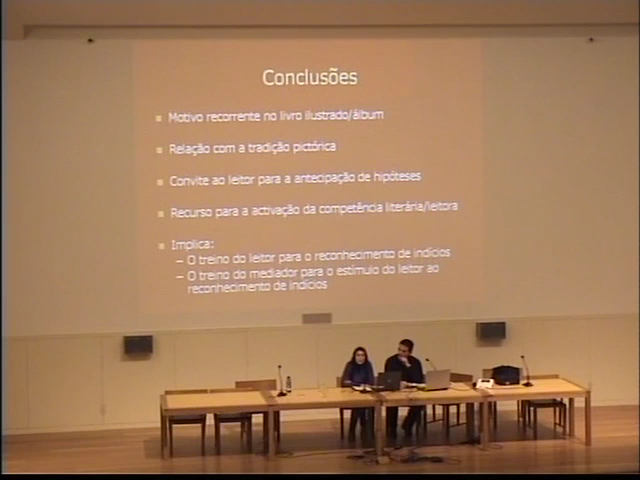 Conclusões
Motivo recorrente no livro ilustrado/álbum
Relação com a tradição pictórica
Convite ao leitor para a antecipação de hipóteses
Recurso para a activação da competência literária/leitora
Implica:
– O treino do leitor para o reconhecimento de indícios
– O treino do mediador para o estímulo do leitor ao
reconhecimento de indícios